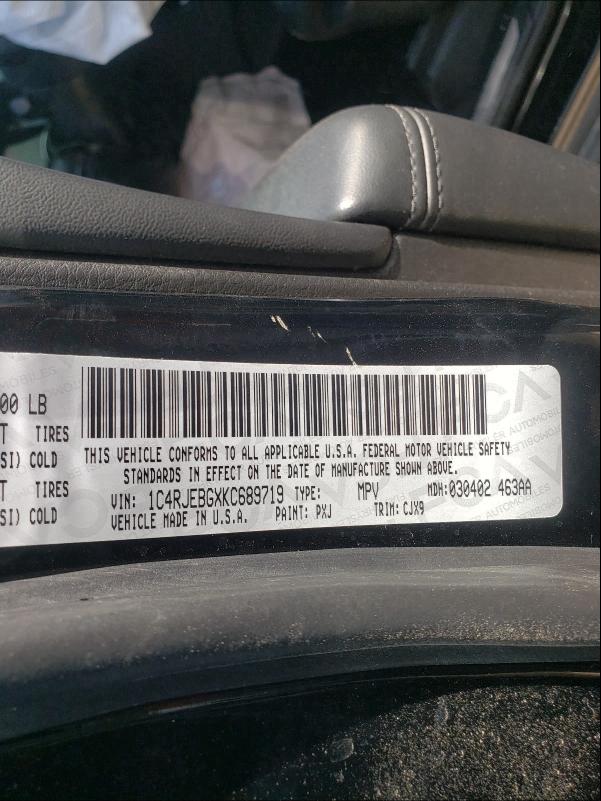 00 LB
T TIRES
SI) COLD
T TIRES
SI) COLD
THIS VEHICLE CONFORMS TO ALL APPLICABLE U.S.A. FEDERAL MOTOR VEHICLE SAFETY
STANDARDS IN EFFECT ON THE DATE OF MANUFACTURE SHOWN ABOVE.
VIN: 1C4RJEBGXKC689719 TYPE: MPV MDH: 030402 463AA
VEHICLE MADE IN U.S.A. PAINT: PXJ TRIM: CJX9